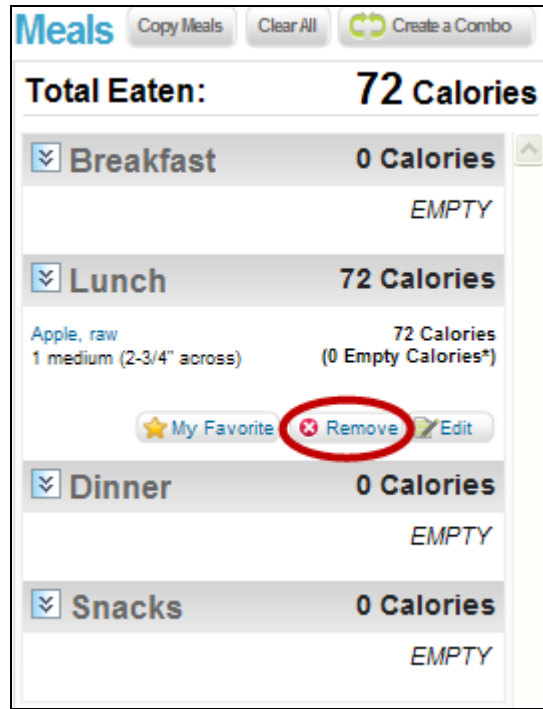 Meals Copy Meals Clear All Create a Combo
Total Eaten: 72 Calories
Breakfast 0 Calories
EMPTY
Lunch 72 Calories
Apple, raw 72 Calories
1 medium (2-3/4" across) (0 Empty Calories*)
My Favorite Remove Edit
Dinner 0 Calories
EMPTY
Snacks 0 Calories
EMPTY